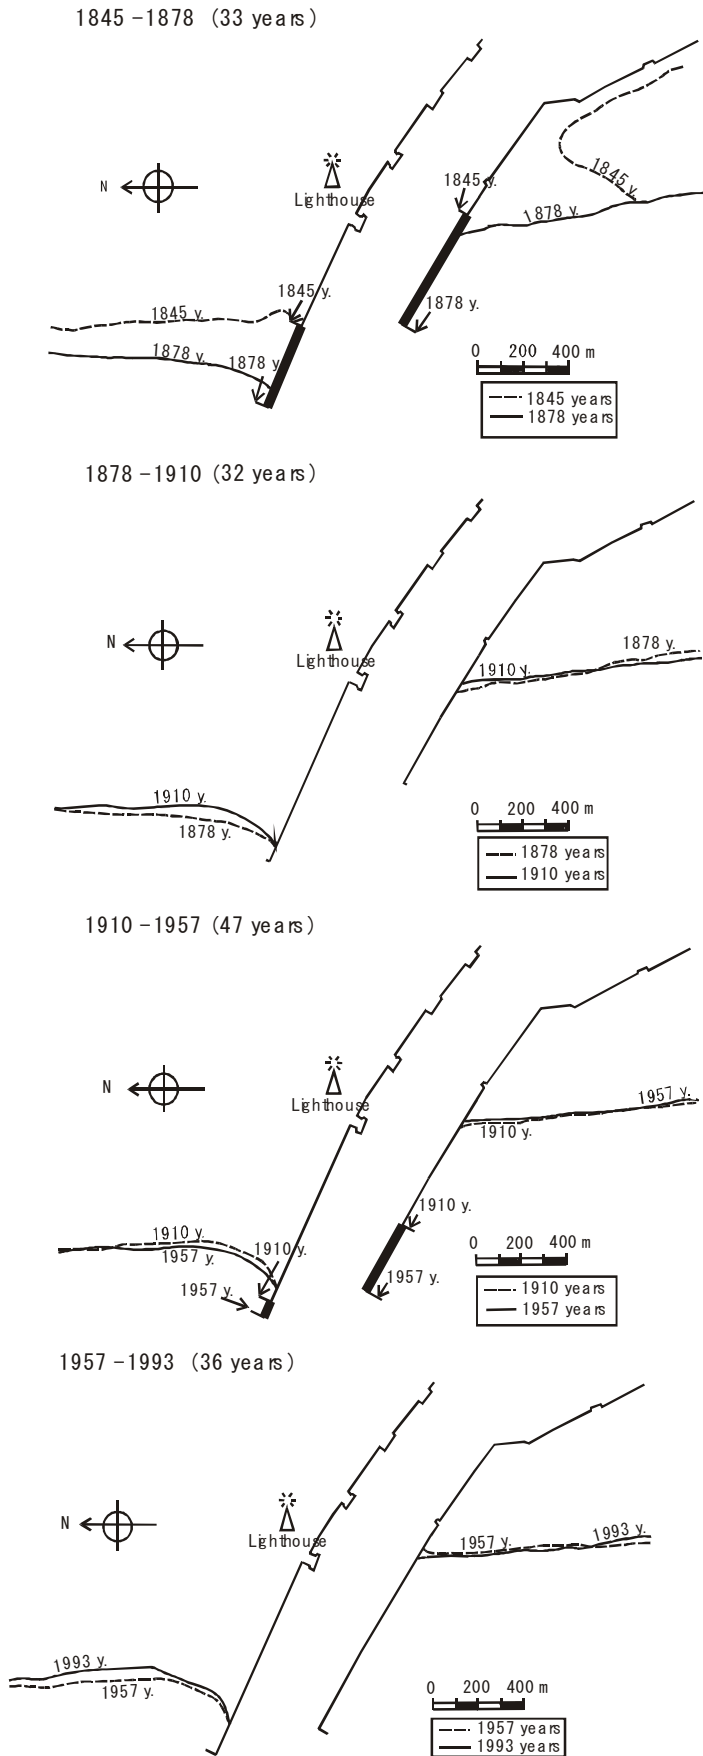 1845 – 1878 (33 years)
N
Lighthouse
1845 y.
1845 y.
1878 y.
1878 y.
1845 y.
1845 y.
1878 y.
1878 y
0 200 400 m
1845 years
1878 years
1878 – 1910 (32 years)
N
Lighthouse
1878 y.
1910 y.
1910 y.
1878 y.
0 200 400 m
1878 years
1910 years
1910 – 1957 (47 years)
N
Lighthouse
1957 y.
1910 y.
1910 y.
1910 y.
1957 y.
1910 y.
1957 y.
1957 y.
0 200 400 m
1910 years
1957 years
1957 – 1993 (36 years)
N
Lighthouse
1993 y.
1957 y.
1993 y.
1957 y.
0 200 400 m
1957 years
1993 years